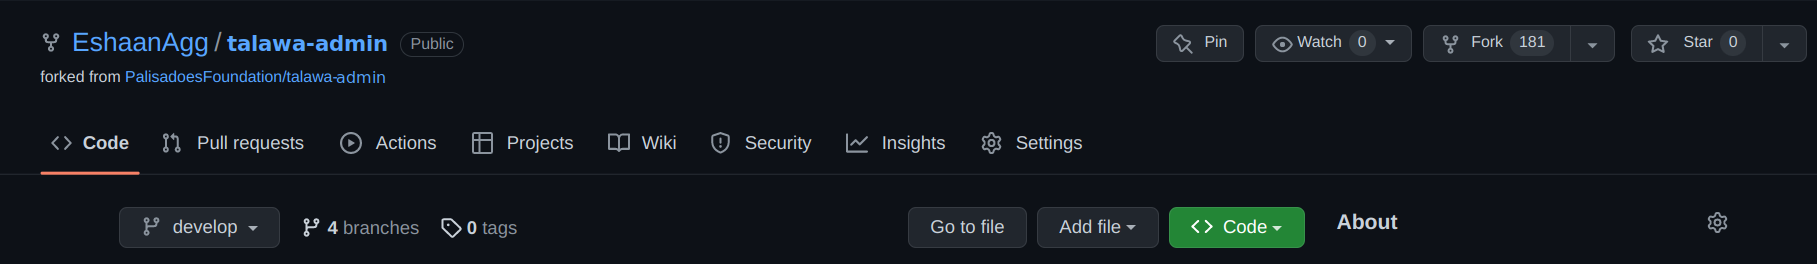 EshaanAgg / talawa-admin Public Pin Watch 0 Fork 181 Star 0
forked from PalisadoesFoundation/talawa-admin
Code Pull requests Actions Projects Wiki Security Insights Settings
develop 4 branches 0 tags Go to file Add file Code About